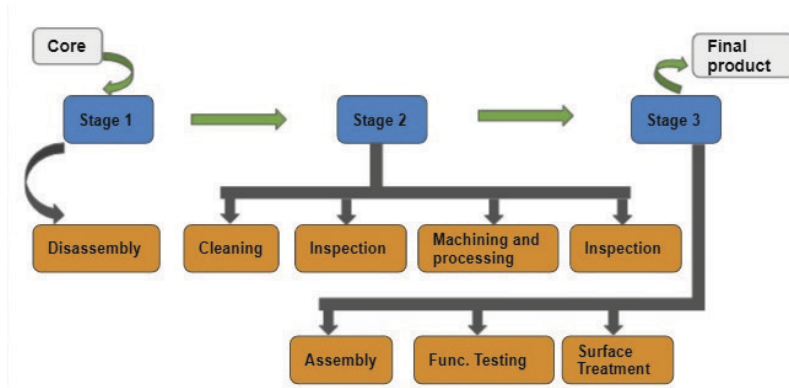 Core
Final
product
Stage 1
Stage 2
Stage 3
Disassembly
Cleaning
Inspection
Machining and
processing
Inspection
Assembly
Func. Testing
Surface
Treatment